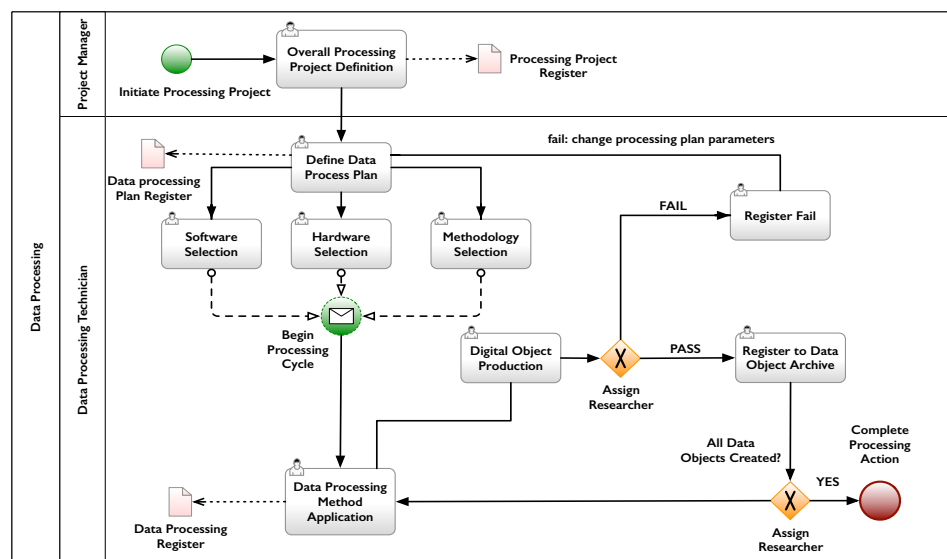 Data Processing
Project Manager
Data Processing Technician
Initiate Processing Project
Overall Processing
Project Definition
Processing Project
Register
fail: change processing plan parameters
Define Data
Process Plan
Data processing
Plan Register
Software
Selection
Hardware
Selection
Methodology
Selection
FAIL
Register Fail
Begin
Processing
Cycle
Digital Object
Production
X
Assign
Researcher
PASS
Register to Data
Object Archive
All Data
Objects Created?
Complete
Processing
Action
Data Processing
Method
Application
Data Processing
Register
X
YES
Assign
Researcher